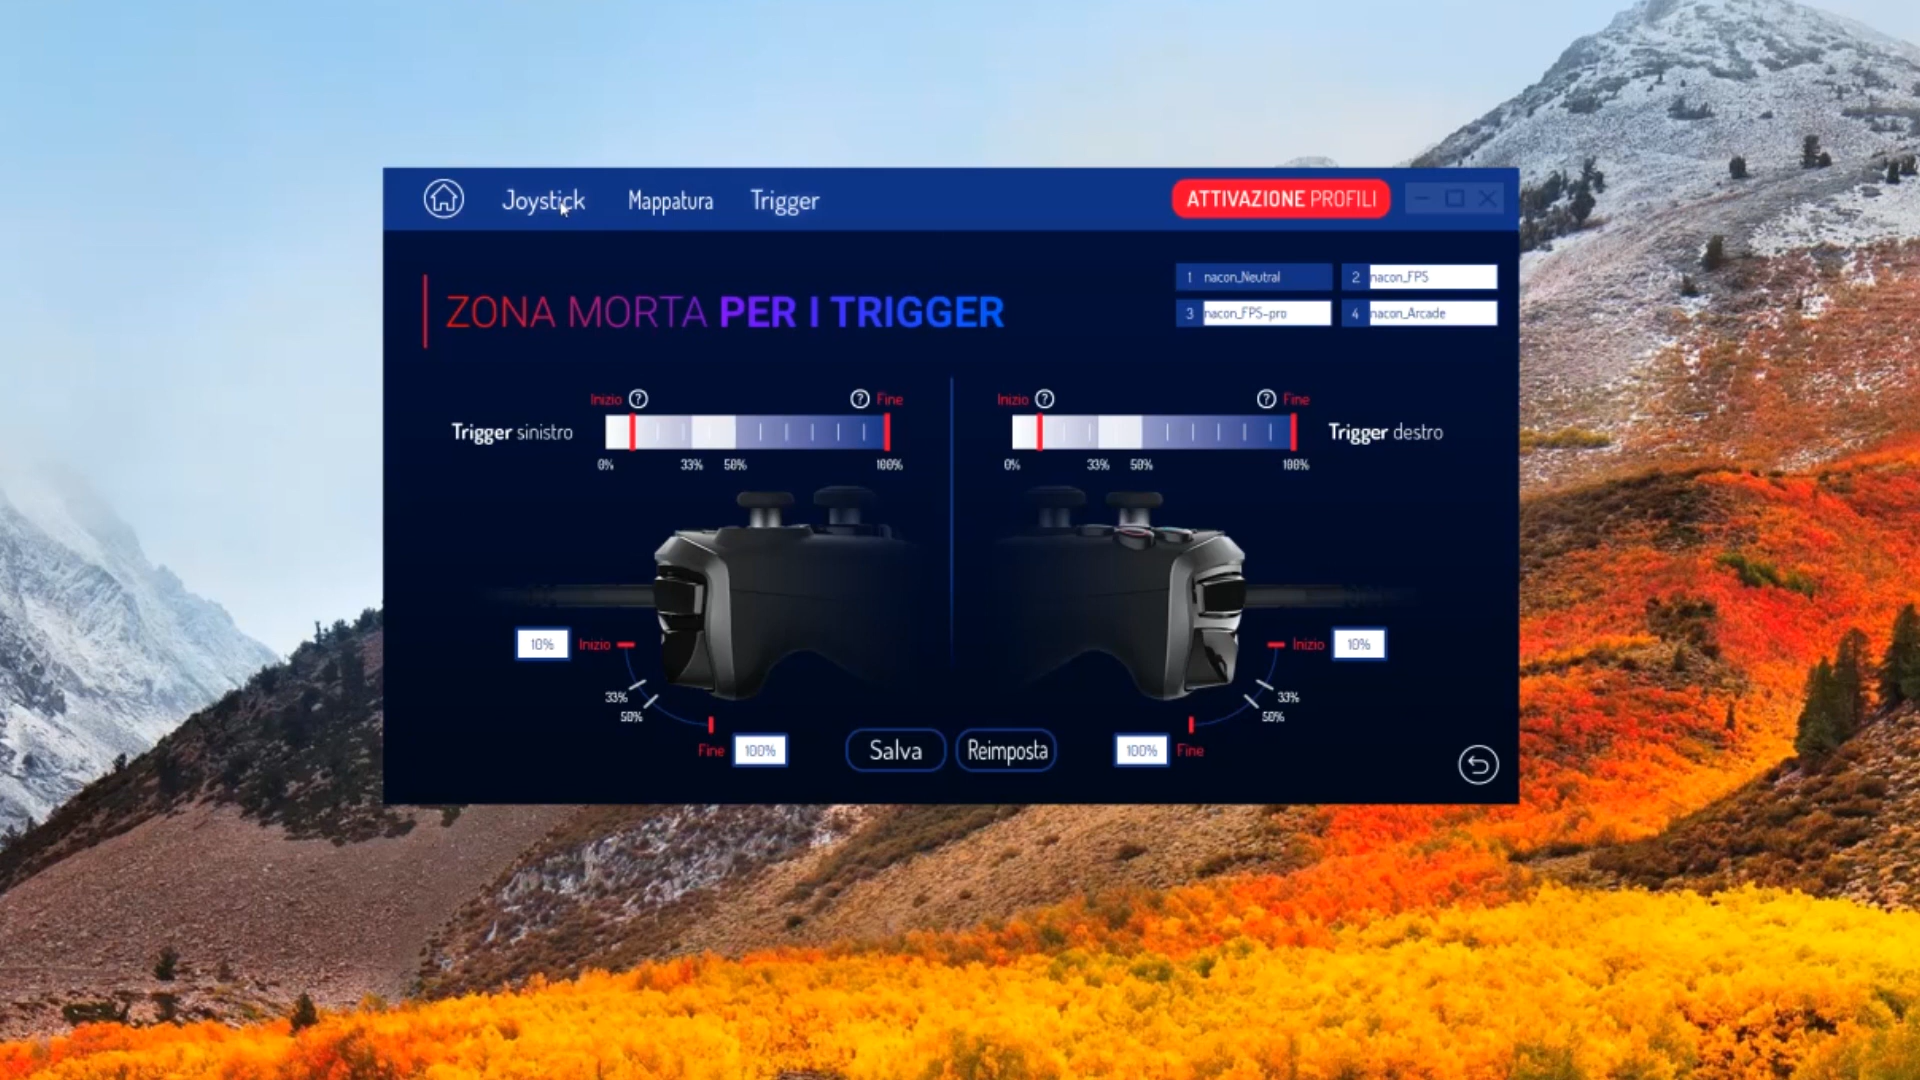 Joystick Mappatura Trigger ATTIVAZIONE PROFILI
1 nacon_Neutral 2 nacon_FPS
ZONA MORTA PER I TRIGGER
3 nacon_FPS-pro 4 nacon_Arcade
Inizio ? ? Fine Inizio ? ? Fine
Trigger sinistro Trigger destro
0% 33% 50% 100% 0% 33% 50% 100%
10% Inizio Inizio 10%
33% 33%
50% 50%
Fine 100% Salva Reimposta 100% Fine